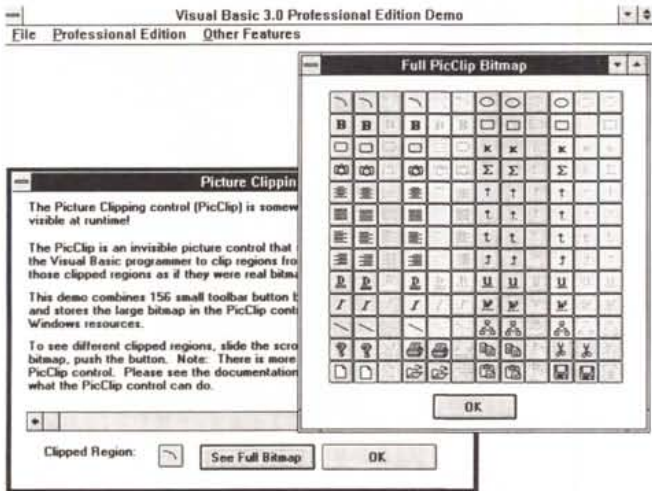 Visual Basic 3.0 Professional Edition Demo
File Professional Edition Other Features
Full PicClip Bitmap
OK
Picture Clippin
The Picture Clipping control (PicClip) is somew
visible at runtime!
The PicClip is an invisible picture control that
the Visual Basic programmer to clip regions fro
those clipped regions as if they were real bitma
This demo combines 156 small toolbar button b
and stores the large bitmap in the PicClip cont
Windows resources.
To see different clipped regions, slide the scro
bitmap, push the button. Note: There is more
PicClip control. Please see the documentation
what the PicClip control can do.
Clipped Region:
See Full Bitmap
OK